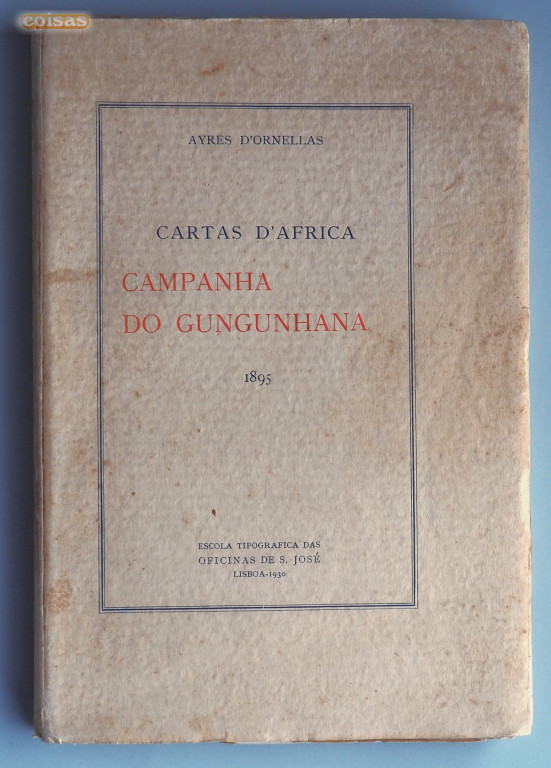 coisas
AYRES D'ORNELLAS
CARTAS D'AFRICA
CAMPANHA
DO GUNGUNHANA
1895
ESCOLA TIPOGRAFICA DAS
OFICINAS DE S. JOSÉ
LISBOA-1930